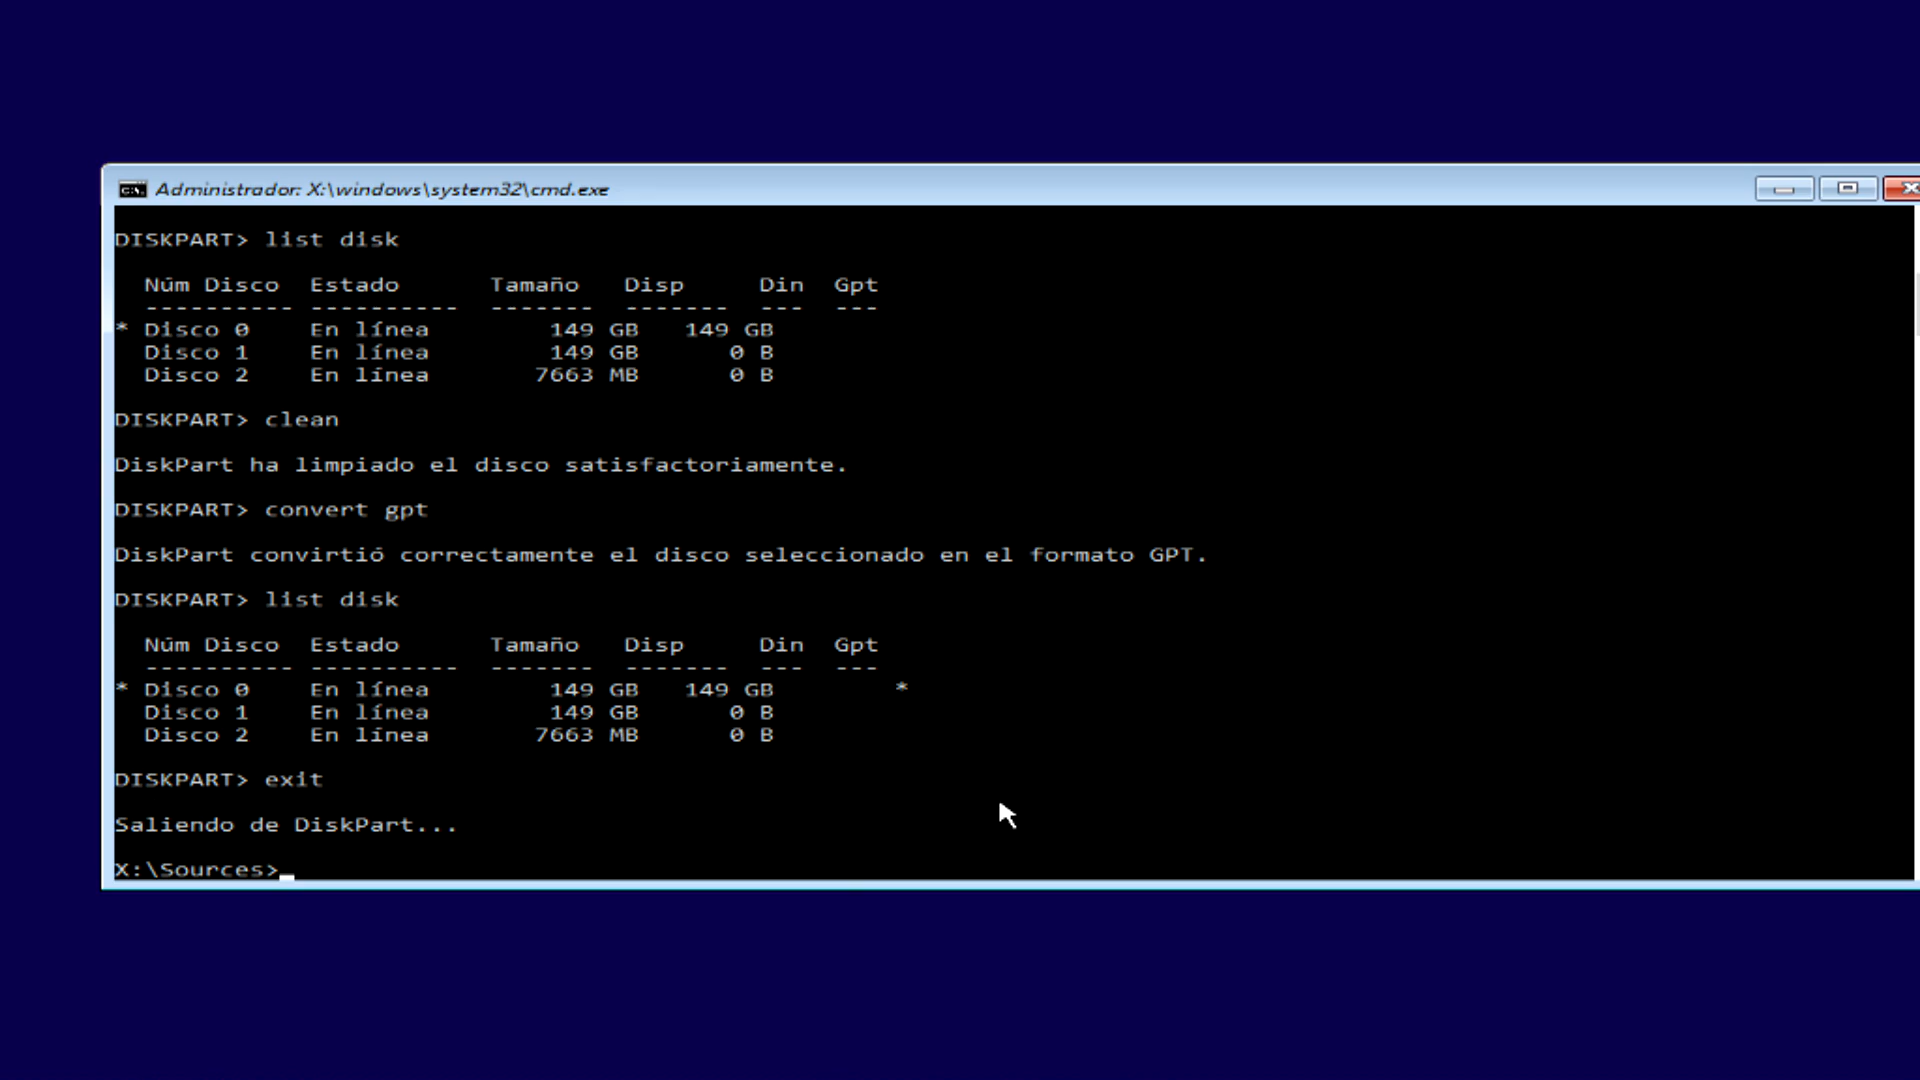 Administrador: X:\windows\system32\cmd.exe
DISKPART> list disk
  Núm Disco  Estado      Tamaño   Disp     Din  Gpt
  ---------- ----------  -------  -------  ---  ---
* Disco 0    En línea       149 GB   149 GB
  Disco 1    En línea       149 GB      0 B
  Disco 2    En línea      7663 MB      0 B
DISKPART> clean
DiskPart ha limpiado el disco satisfactoriamente.
DISKPART> convert gpt
DiskPart convirtió correctamente el disco seleccionado en el formato GPT.
DISKPART> list disk
  Núm Disco  Estado      Tamaño   Disp     Din  Gpt
  ---------- ----------  -------  -------  ---  ---
* Disco 0    En línea       149 GB   149 GB        *
  Disco 1    En línea       149 GB      0 B
  Disco 2    En línea      7663 MB      0 B
DISKPART> exit
Saliendo de DiskPart...
X:\Sources>_